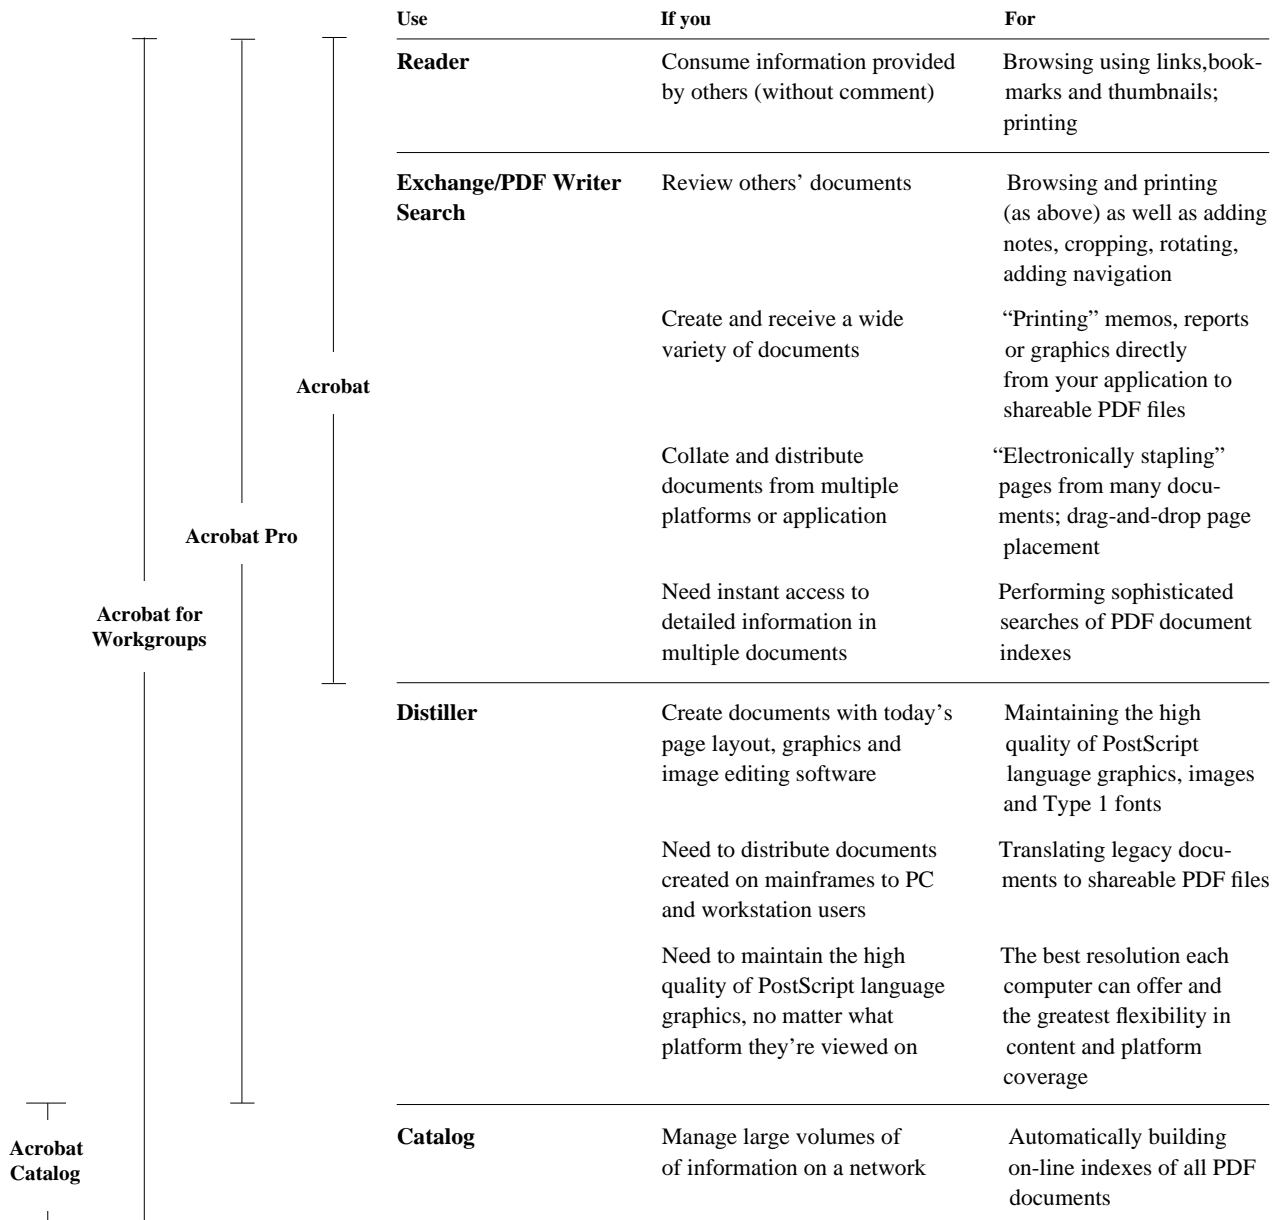 Use If you For
Reader Consume information provided Browsing using links,book-
by others (without comment) marks and thumbnails;
printing
Exchange/PDF Writer Review others’ documents Browsing and printing
Search (as above) as well as adding
notes, cropping, rotating,
adding navigation
Create and receive a wide “Printing” memos, reports
variety of documents or graphics directly
from your application to
shareable PDF files
Acrobat
Collate and distribute “Electronically stapling”
documents from multiple pages from many docu-
platforms or application ments; drag-and-drop page
placement
Acrobat Pro
Need instant access to Performing sophisticated
detailed information in searches of PDF document
multiple documents indexes
Acrobat for
Workgroups
Distiller Create documents with today’s Maintaining the high
page layout, graphics and quality of PostScript
image editing software language graphics, images
and Type 1 fonts
Need to distribute documents Translating legacy docu-
created on mainframes to PC ments to shareable PDF files
and workstation users
Need to maintain the high The best resolution each
quality of PostScript language computer can offer and
graphics, no matter what the greatest flexibility in
platform they’re viewed on content and platform
coverage
Acrobat
Catalog
Catalog Manage large volumes of Automatically building
of information on a network on-line indexes of all PDF
documents